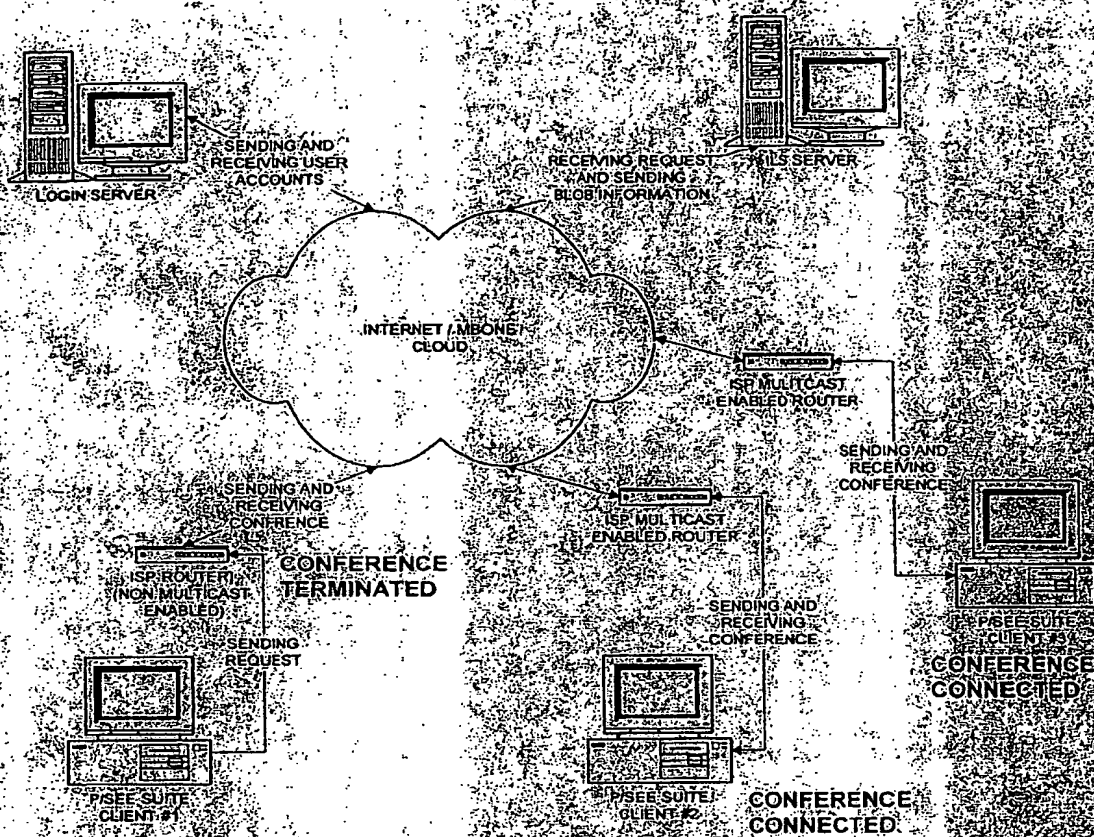 SENDING AND
RECEIVING USER
ACCOUNTS
LOGIN SERVER
RECEIVING REQUEST
AND SENDING
BLOB INFORMATION
ILS SERVER
INTERNET / MBONE /
CLOUD
ISP MULITCAST
ENABLED ROUTER
SENDING AND
RECEIVING
CONFERENCE
SENDING AND
RECEIVING
CONFRENCE
ISP MULTICAST
ENABLED ROUTER
ISP ROUTER
(NON MULTICAST
ENABLED)
CONFERENCE
TERMINATED
SENDING
REQUEST
SENDING AND
RECEIVING
CONFERENCE
P/SEE SUITE
CLIENT #3
CONFERENCE
CONNECTED
P/SEE SUITE
CLIENT #1
P/SEE SUITE
CLIENT #2
CONFERENCE
CONNECTED